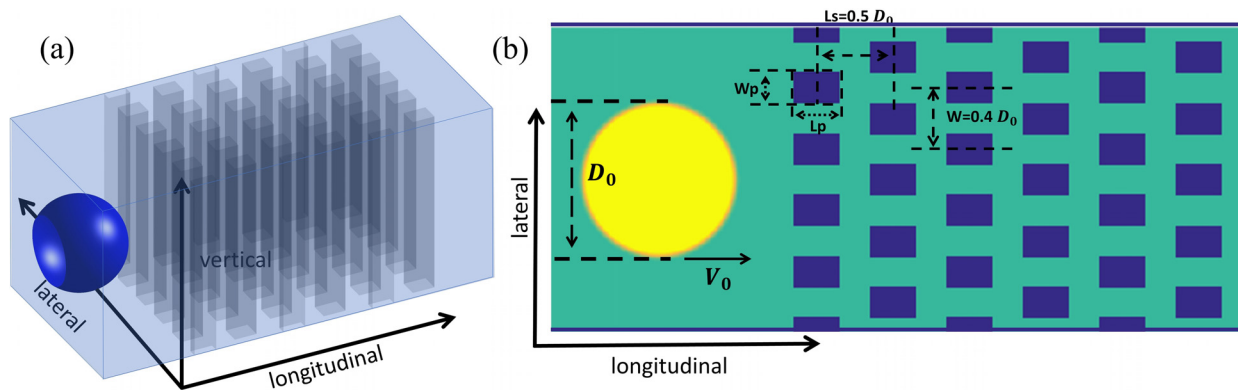 (a)
vertical
lateral
longitudinal
(b)
Ls=0.5 D₀
Wp
Lp
W=0.4 D₀
D₀
V₀
lateral
longitudinal